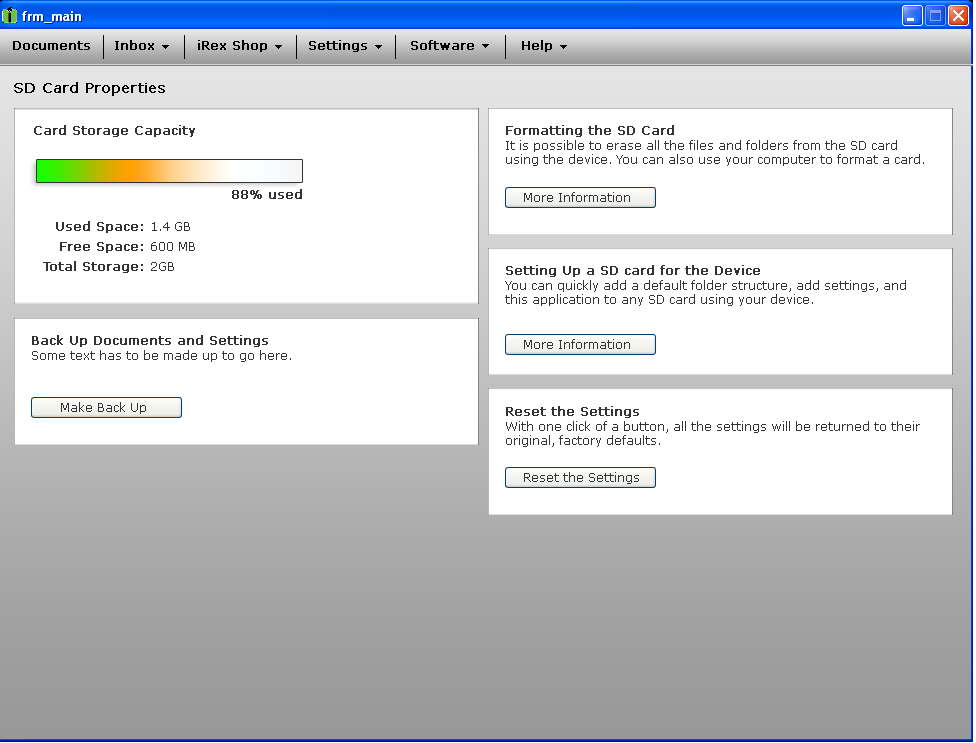 frm_main
Documents Inbox iRex Shop Settings Software Help
SD Card Properties
Card Storage Capacity
88% used
Used Space: 1.4 GB
Free Space: 600 MB
Total Storage: 2GB
Back Up Documents and Settings
Some text has to be made up to go here.
Make Back Up
Formatting the SD Card
It is possible to erase all the files and folders from the SD card
using the device. You can also use your computer to format a card.
More Information
Setting Up a SD card for the Device
You can quickly add a default folder structure, add settings, and
this application to any SD card using your device.
More Information
Reset the Settings
With one click of a button, all the settings will be returned to their
original, factory defaults.
Reset the Settings